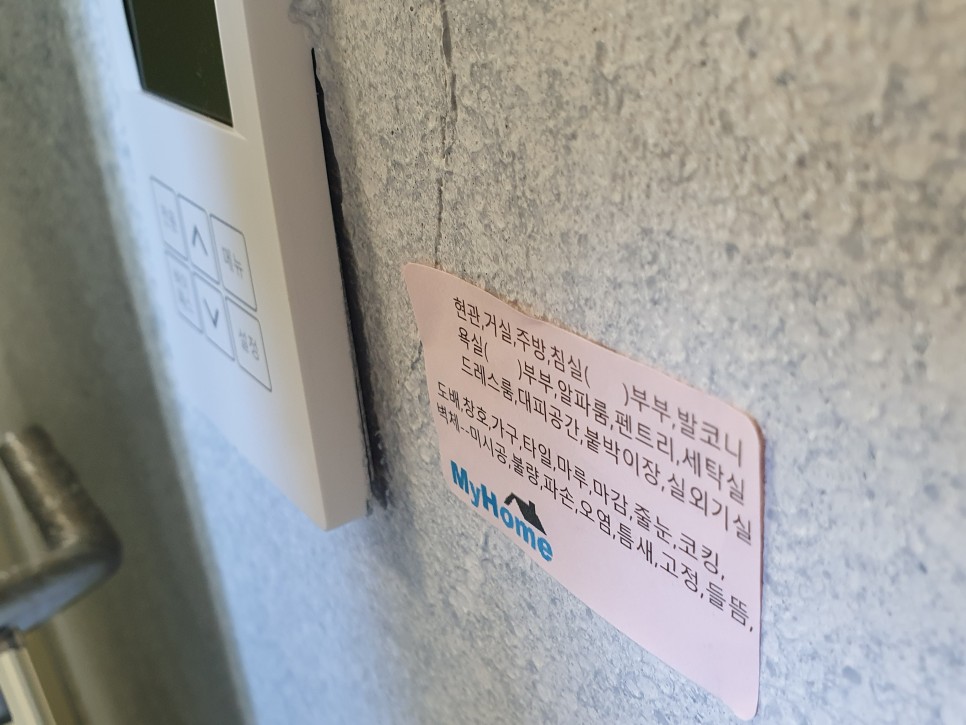 메뉴
설정
현관,거실,주방,침실( )부부,발코니
욕실( )부부,알파룸,펜트리,세탁실
드레스룸,대피공간,붙박이장,실외기실
도배,창호,가구,타일,마루,마감,줄눈,코킹,
벽체--미시공,불량,파손,오염,틈새,고정,들뜸,
MyHome